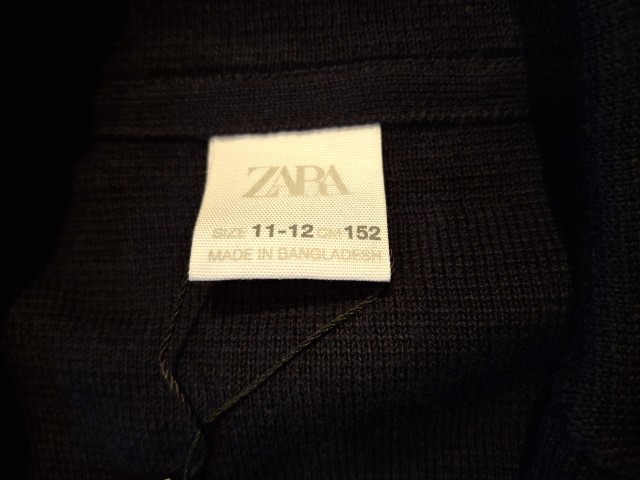 ZARA
SIZE 11-12 CM 152
MADE IN BANGLADESH